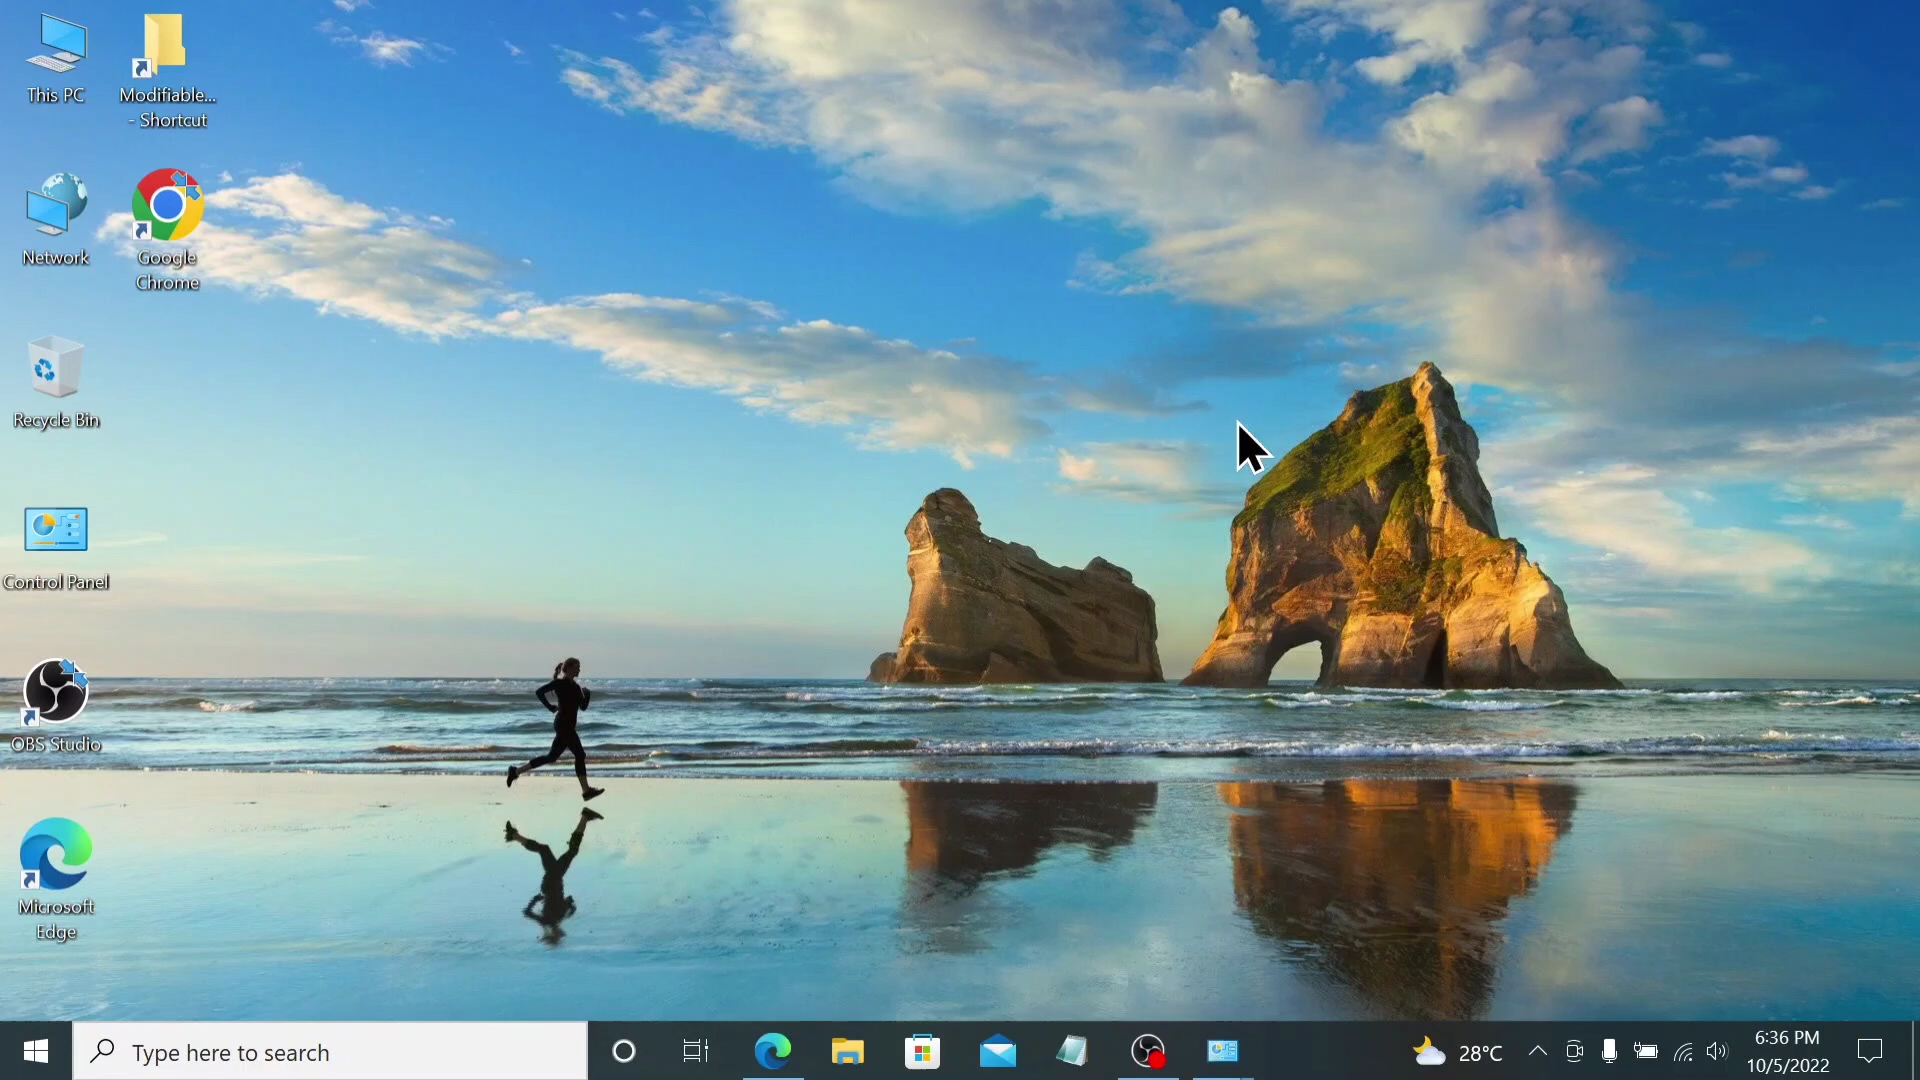 This PC
Modifiable...
- Shortcut
Network
Google
Chrome
Recycle Bin
Control Panel
OBS Studio
Microsoft
Edge
Type here to search
28°C
6:36 PM
10/5/2022